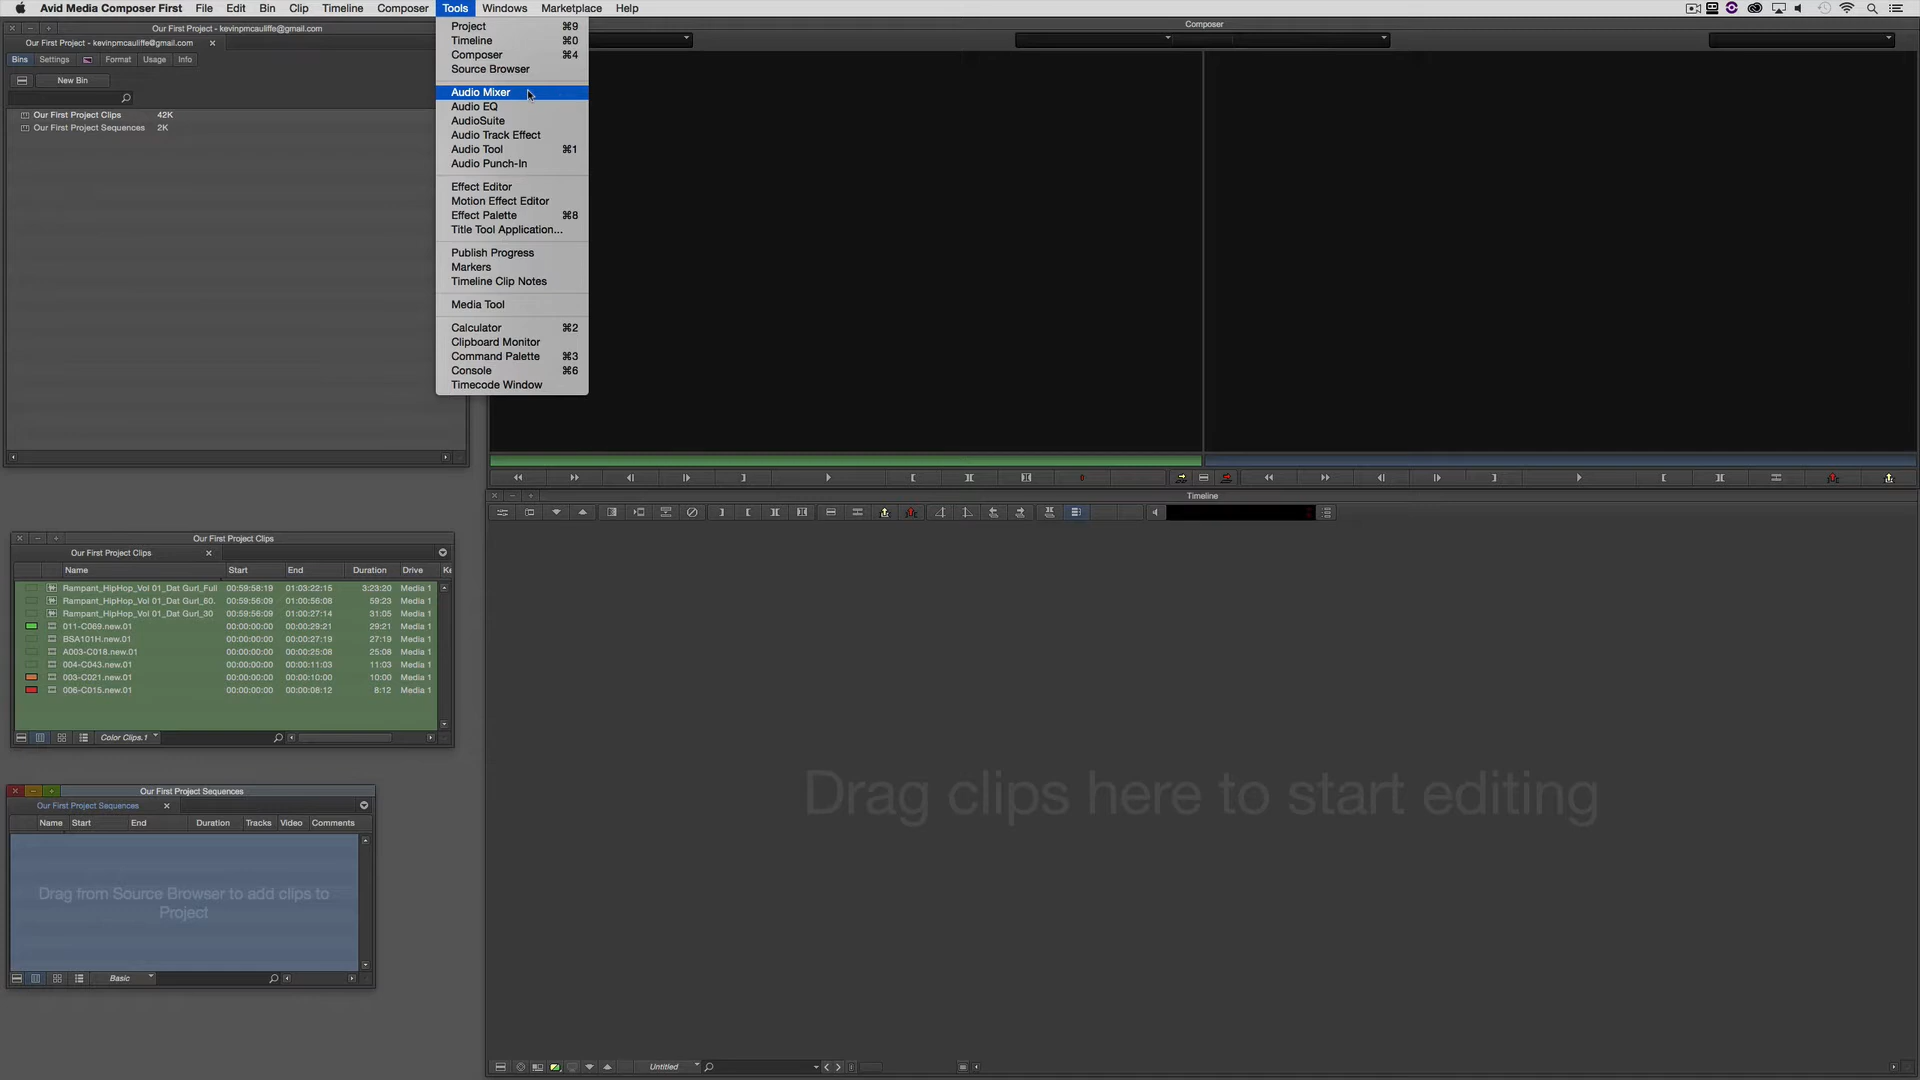 Avid Media Composer First File Edit Bin Clip Timeline Composer Tools Windows Marketplace Help
Our First Project - kevinpmcauliffe@gmail.com
Our First Project - kevinpmcauliffe@gmail.com
Bins Settings Format Usage Info
New Bin
Our First Project Clips 42K
Our First Project Sequences 2K
Project ⌘9
Timeline ⌘0
Composer ⌘4
Source Browser
Audio Mixer
Audio EQ
AudioSuite
Audio Track Effect
Audio Tool ⌘1
Audio Punch-In
Effect Editor
Motion Effect Editor
Effect Palette ⌘8
Title Tool Application...
Publish Progress
Markers
Timeline Clip Notes
Media Tool
Calculator ⌘2
Clipboard Monitor
Command Palette ⌘3
Console ⌘6
Timecode Window
Composer
Timeline
Our First Project Clips
Our First Project Clips
Name Start End Duration Drive Ke
Rampant_HipHop_Vol 01_Dat Gurl_Full 00:59:58:19 01:03:22:15 3:23:20 Media 1
Rampant_HipHop_Vol 01_Dat Gurl_60. 00:59:56:09 01:00:56:08 59:23 Media 1
Rampant_HipHop_Vol 01_Dat Gurl_30 00:59:56:09 01:00:27:14 31:05 Media 1
011-C069.new.01 00:00:00:00 00:00:29:21 29:21 Media 1
BSA101H.new.01 00:00:00:00 00:00:27:19 27:19 Media 1
A003-C018.new.01 00:00:00:00 00:00:25:08 25:08 Media 1
004-C043.new.01 00:00:00:00 00:00:11:03 11:03 Media 1
003-C021.new.01 00:00:00:00 00:00:10:00 10:00 Media 1
006-C015.new.01 00:00:00:00 00:00:08:12 8:12 Media 1
Color Clips.1
Our First Project Sequences
Our First Project Sequences
Name Start End Duration Tracks Video Comments
Drag from Source Browser to add clips to
Project
Basic
Drag clips here to start editing
Untitled